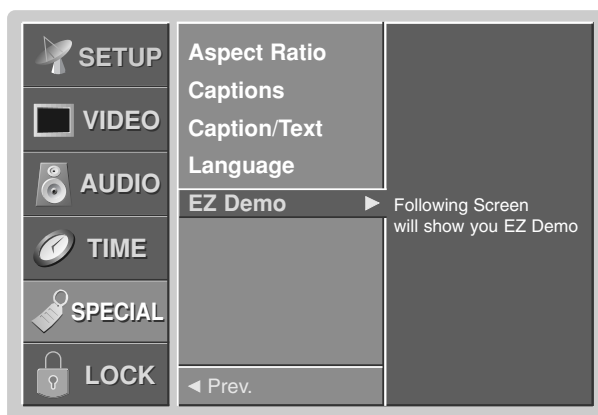 SETUP
VIDEO
AUDIO
TIME
SPECIAL
LOCK
Aspect Ratio
Captions
Caption/Text
Language
EZ Demo ►
◄ Prev.
Following Screen
will show you EZ Demo